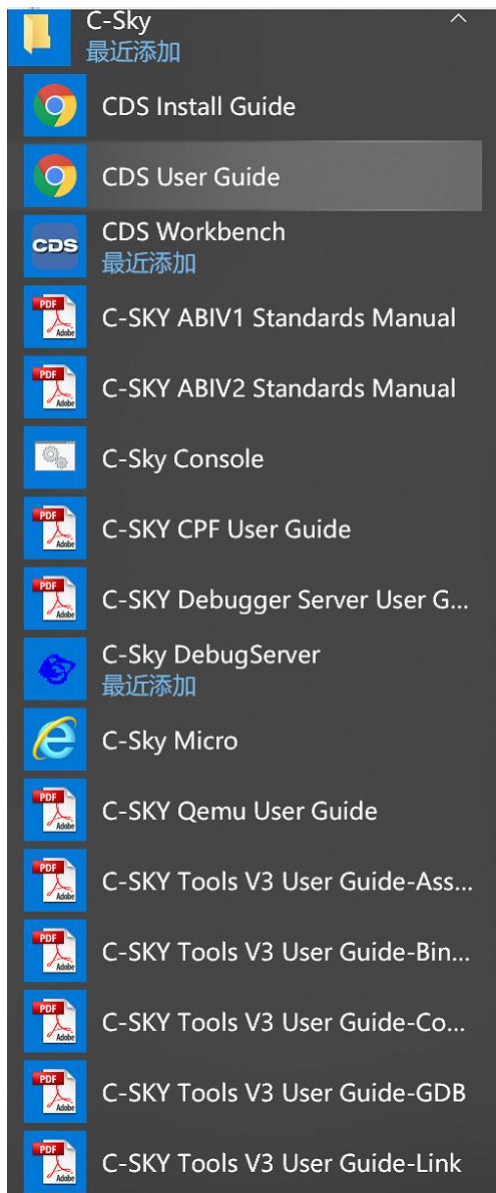 C-Sky
最近添加
CDS Install Guide
CDS User Guide
CDS
CDS Workbench
最近添加
PDF
Adobe
C-SKY ABIV1 Standards Manual
PDF
Adobe
C-SKY ABIV2 Standards Manual
C-Sky Console
PDF
Adobe
C-SKY CPF User Guide
PDF
Adobe
C-SKY Debugger Server User G...
C-Sky DebugServer
最近添加
C-Sky Micro
PDF
Adobe
C-SKY Qemu User Guide
PDF
Adobe
C-SKY Tools V3 User Guide-Ass...
PDF
Adobe
C-SKY Tools V3 User Guide-Bin...
PDF
Adobe
C-SKY Tools V3 User Guide-Co...
PDF
Adobe
C-SKY Tools V3 User Guide-GDB
PDF
Adobe
C-SKY Tools V3 User Guide-Link